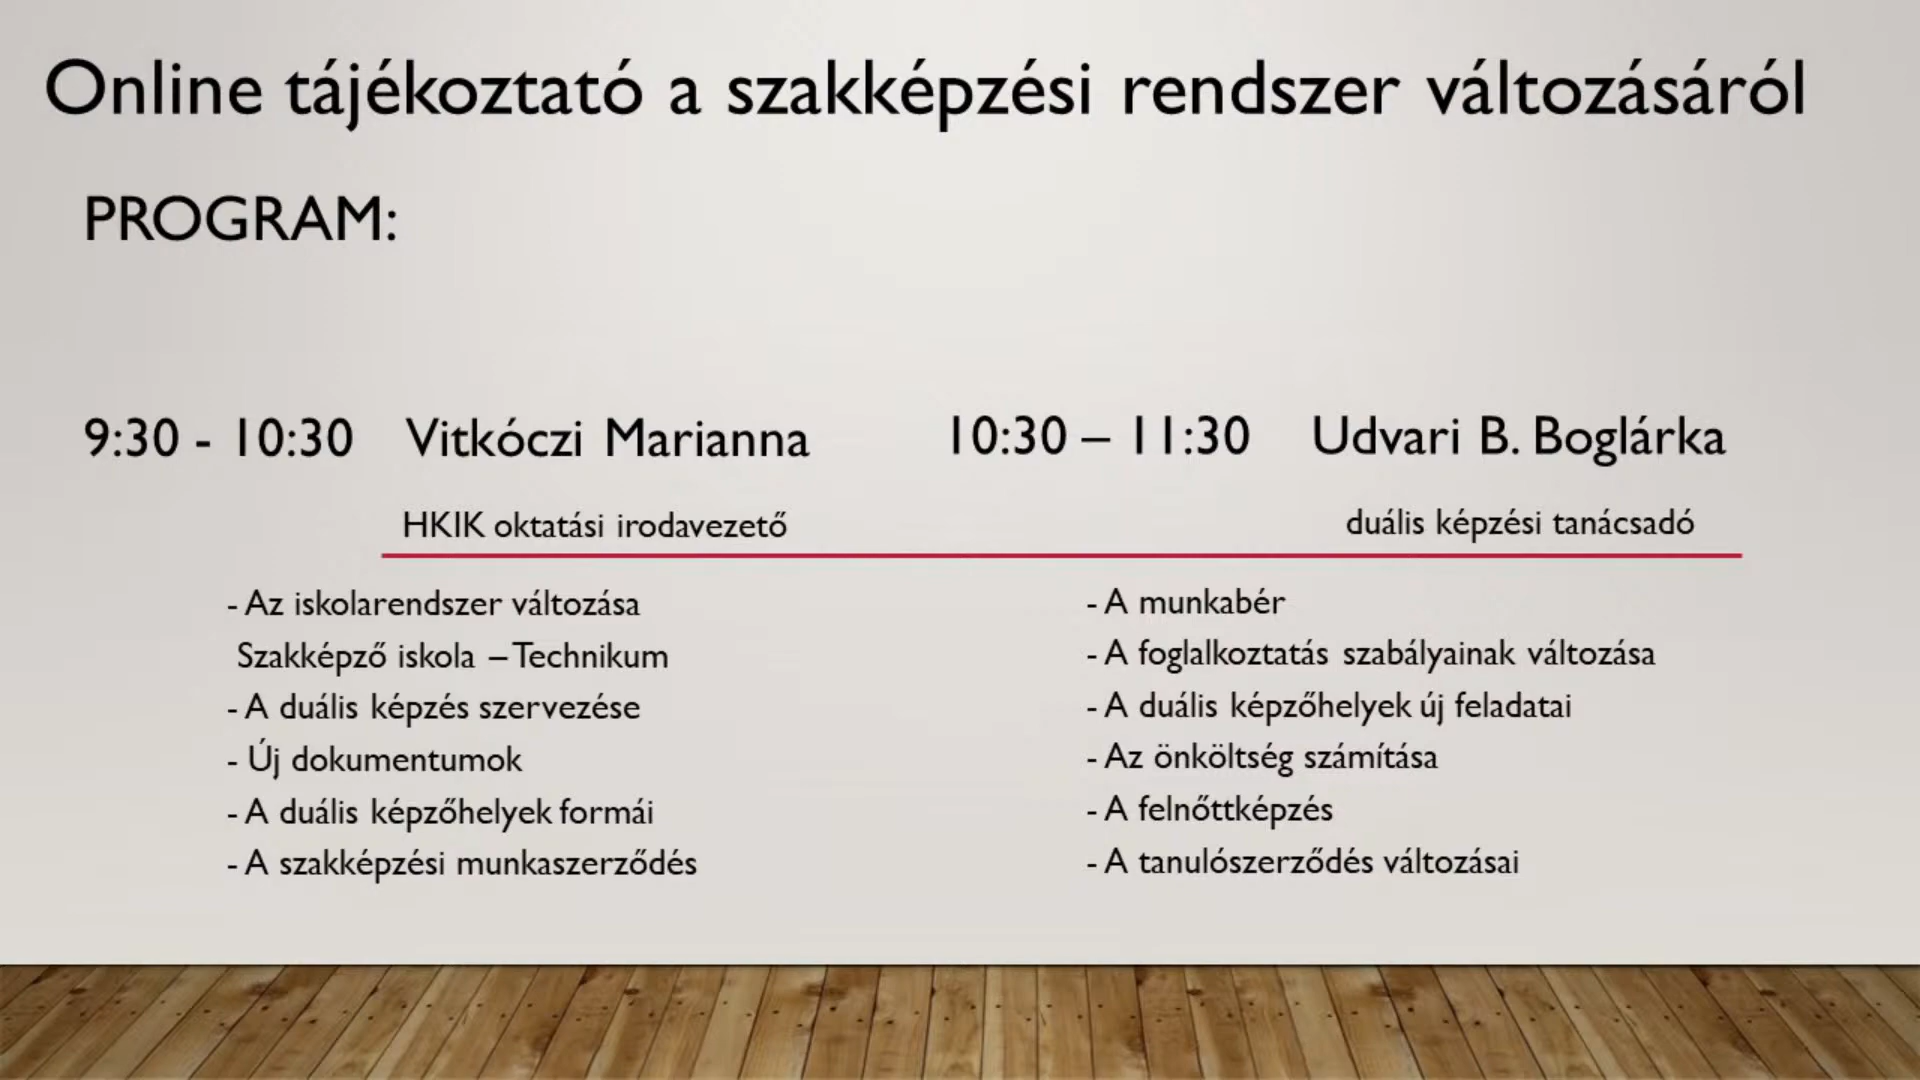 Online tájékoztató a szakképzési rendszer változásáról
PROGRAM:
9:30 - 10:30 Vitkóczi Marianna
HKIK oktatási irodavezető
- Az iskolarendszer változása
Szakképző iskola – Technikum
- A duális képzés szervezése
- Új dokumentumok
- A duális képzőhelyek formái
- A szakképzési munkaszerződés
10:30 – 11:30 Udvari B. Boglárka
duális képzési tanácsadó
- A munkabér
- A foglalkoztatás szabályainak változása
- A duális képzőhelyek új feladatai
- Az önköltség számítása
- A felnőttképzés
- A tanulószerződés változásai